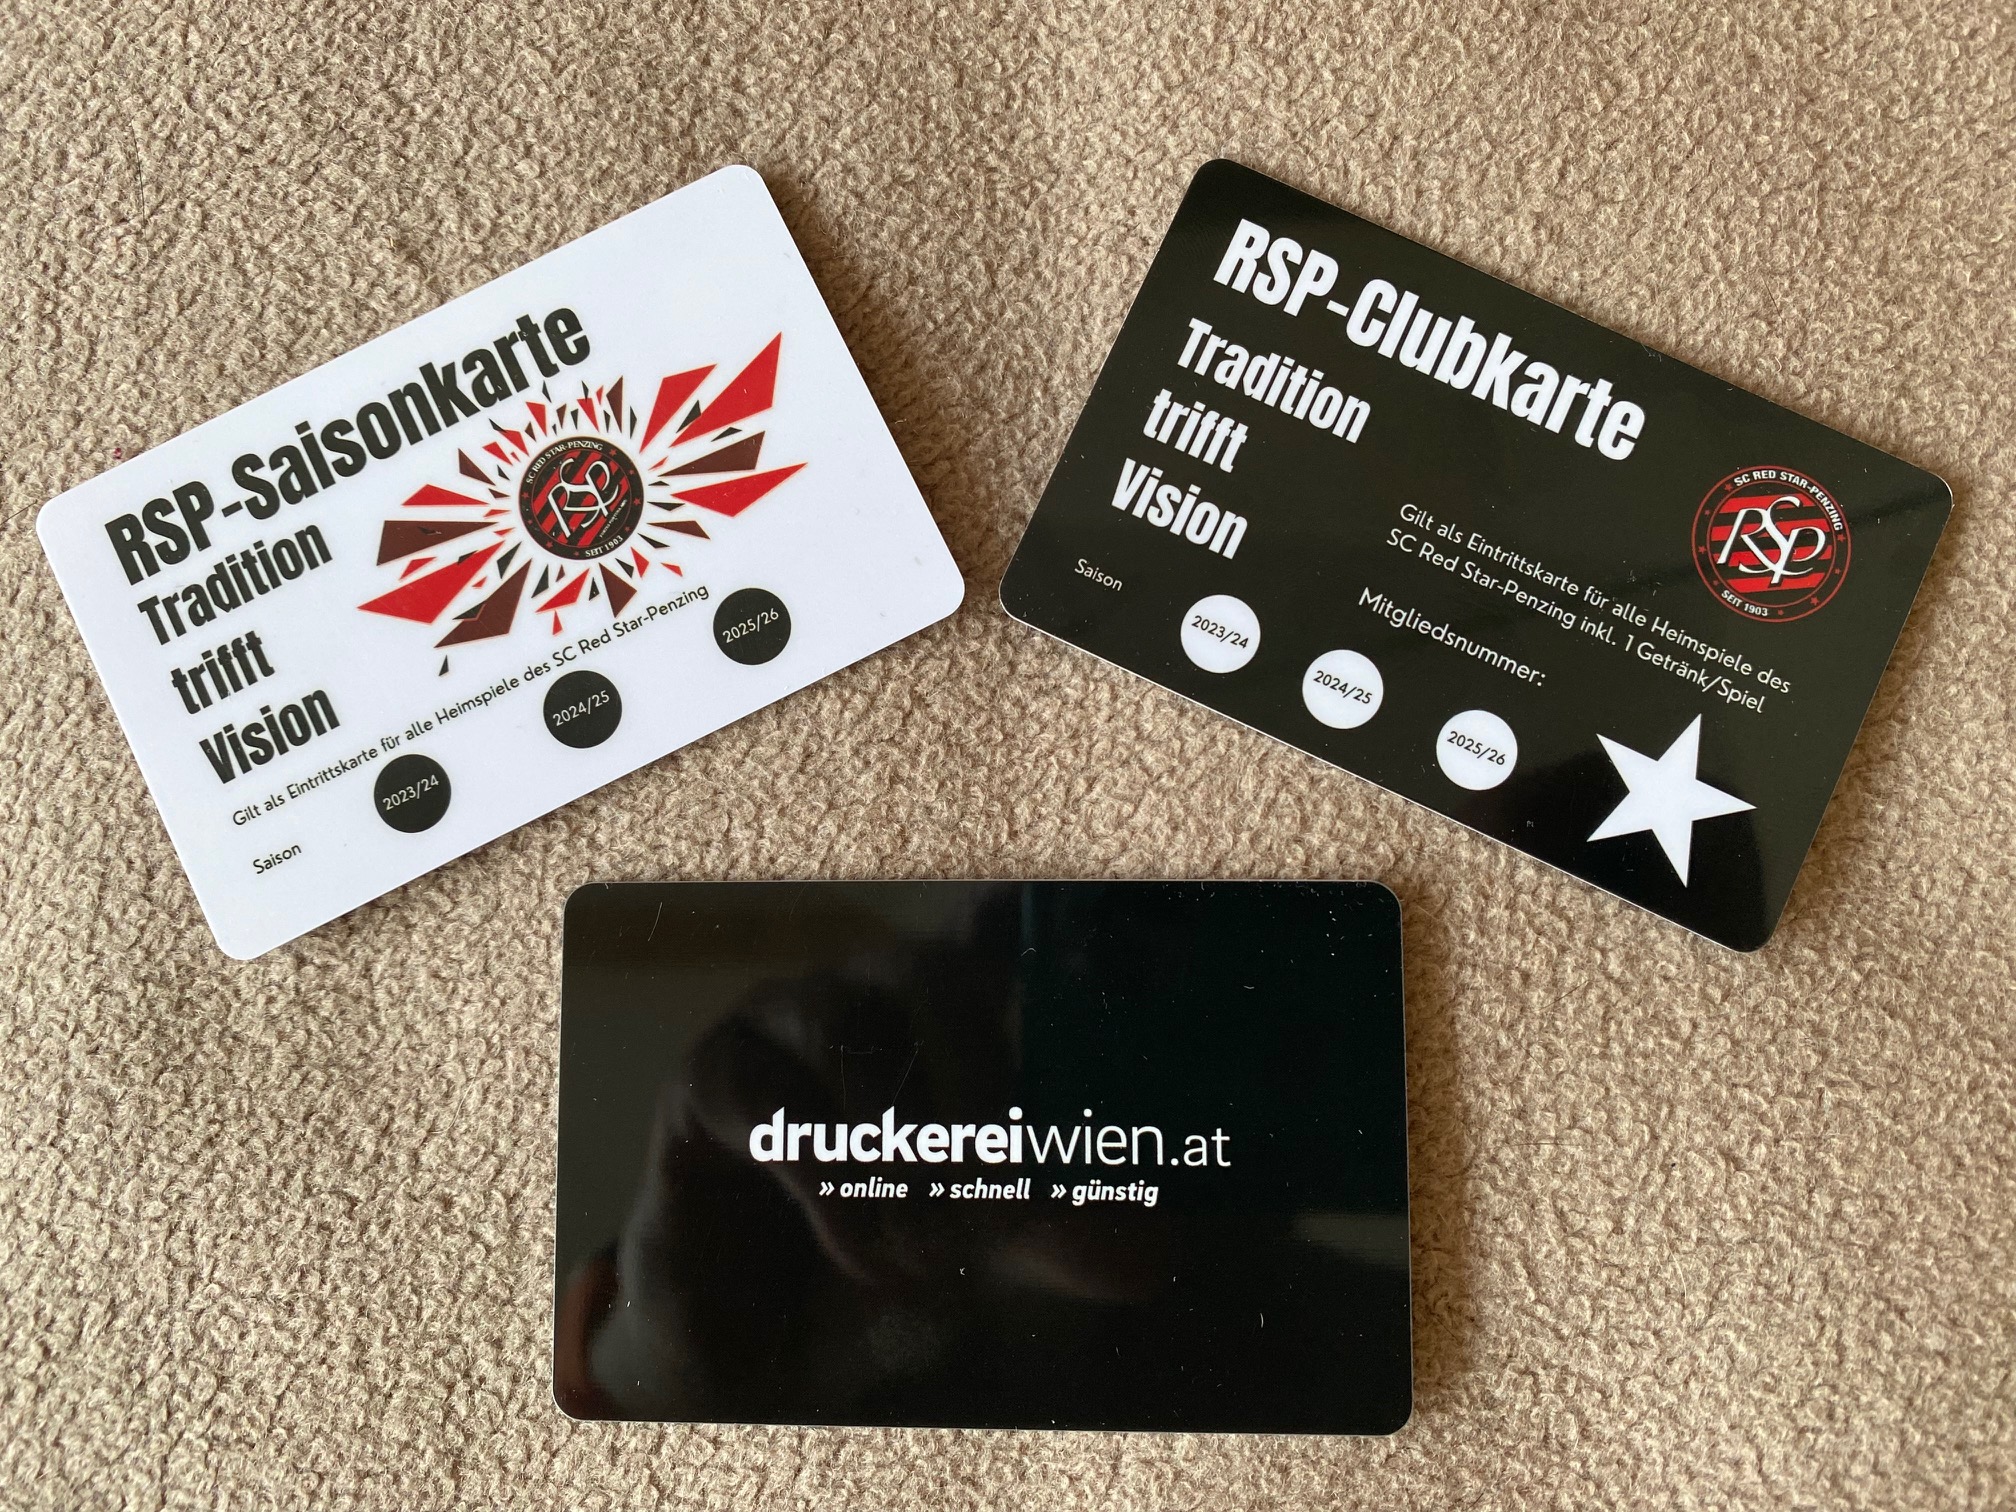 RSP-Saisonkarte
Tradition
trifft
Vision
SC RED STAR-PENZING
RSP
SEIT 1903
Gilt als Eintrittskarte für alle Heimspiele des SC Red Star-Penzing
Saison
2023/24
2024/25
2025/26
RSP-Clubkarte
Tradition
trifft
Vision
SC RED STAR-PENZING
RSP
SEIT 1903
Gilt als Eintrittskarte für alle Heimspiele des
SC Red Star-Penzing inkl. 1 Getränk/Spiel
Mitgliedsnummer:
Saison
2023/24
2024/25
2025/26
druckereiwien.at
» online » schnell » günstig